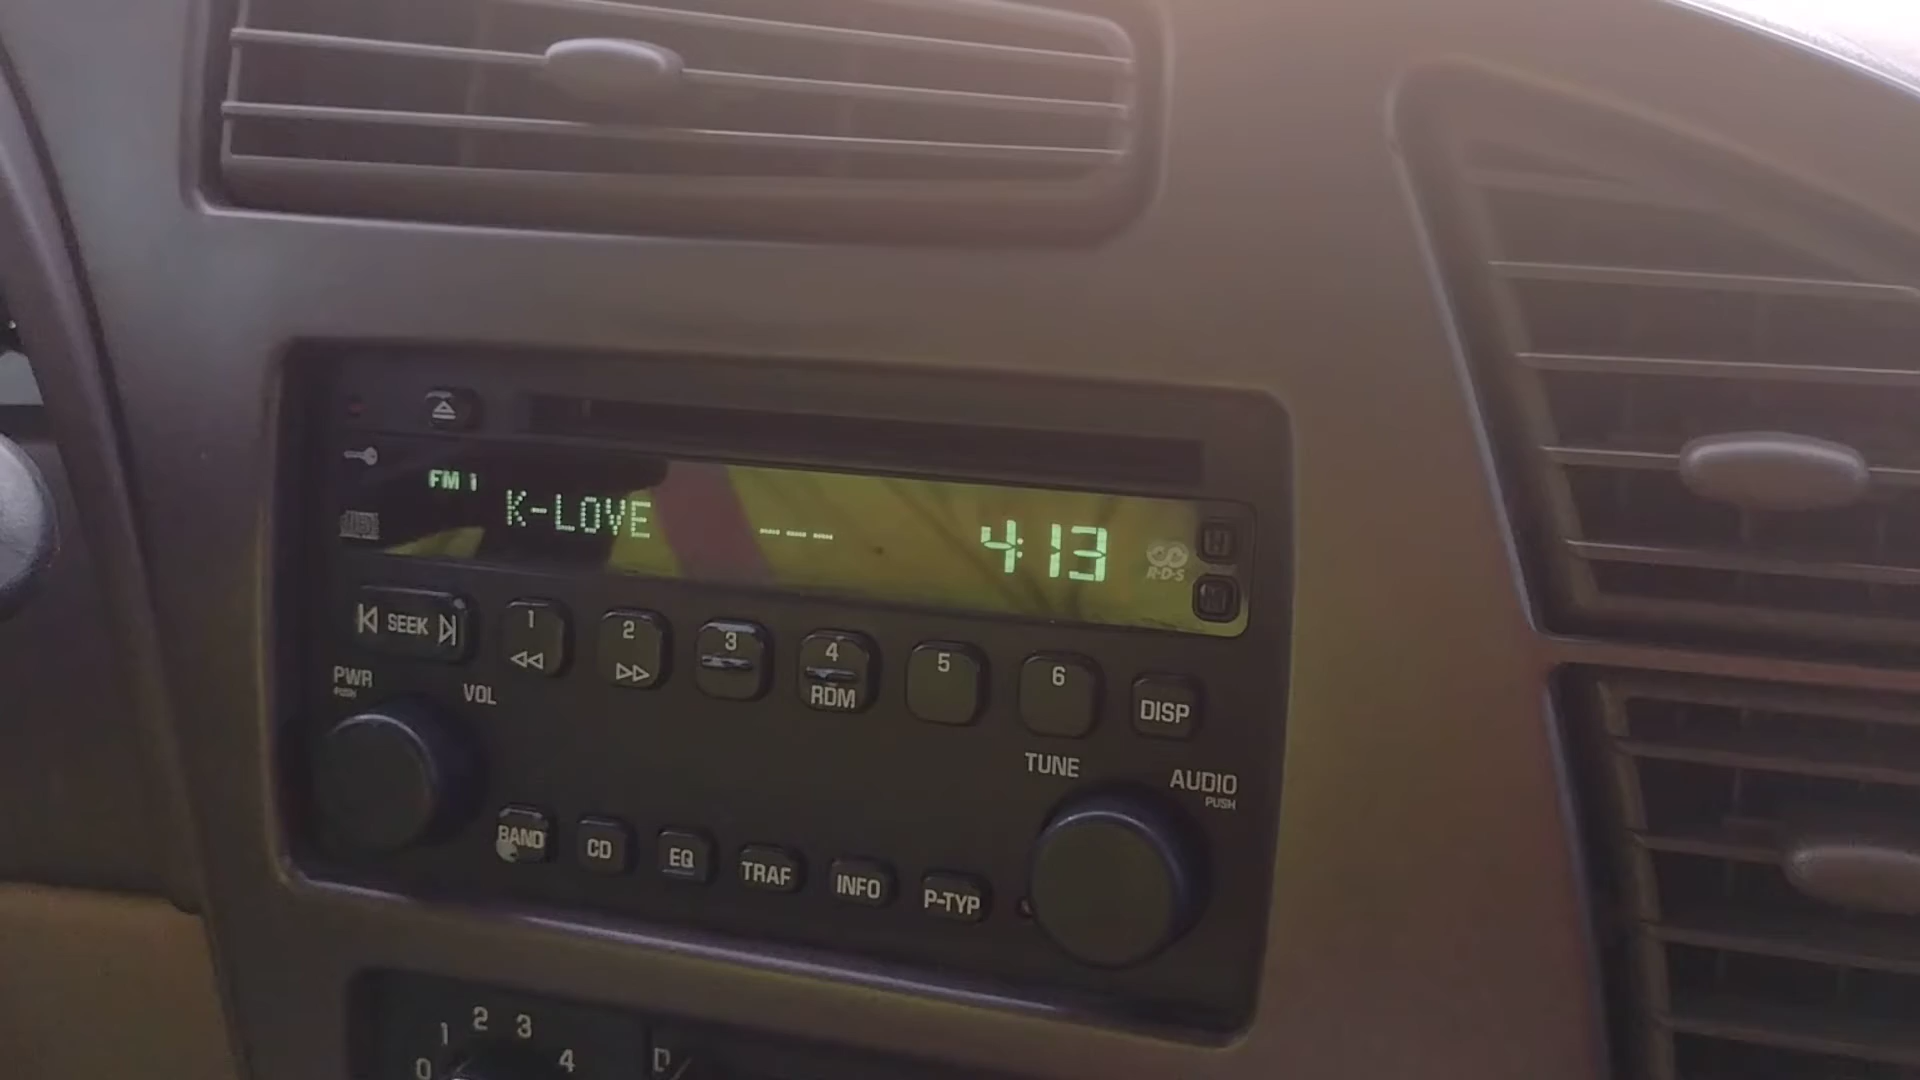 FM 1
K-LOVE --- 4:13
R·D·S
SEEK
1
2
3
4
RDM
5
6
DISP
PWR
PUSH
VOL
TUNE
AUDIO
PUSH
BAND
CD
EQ
TRAF
INFO
P-TYP
0
1
2
3
4